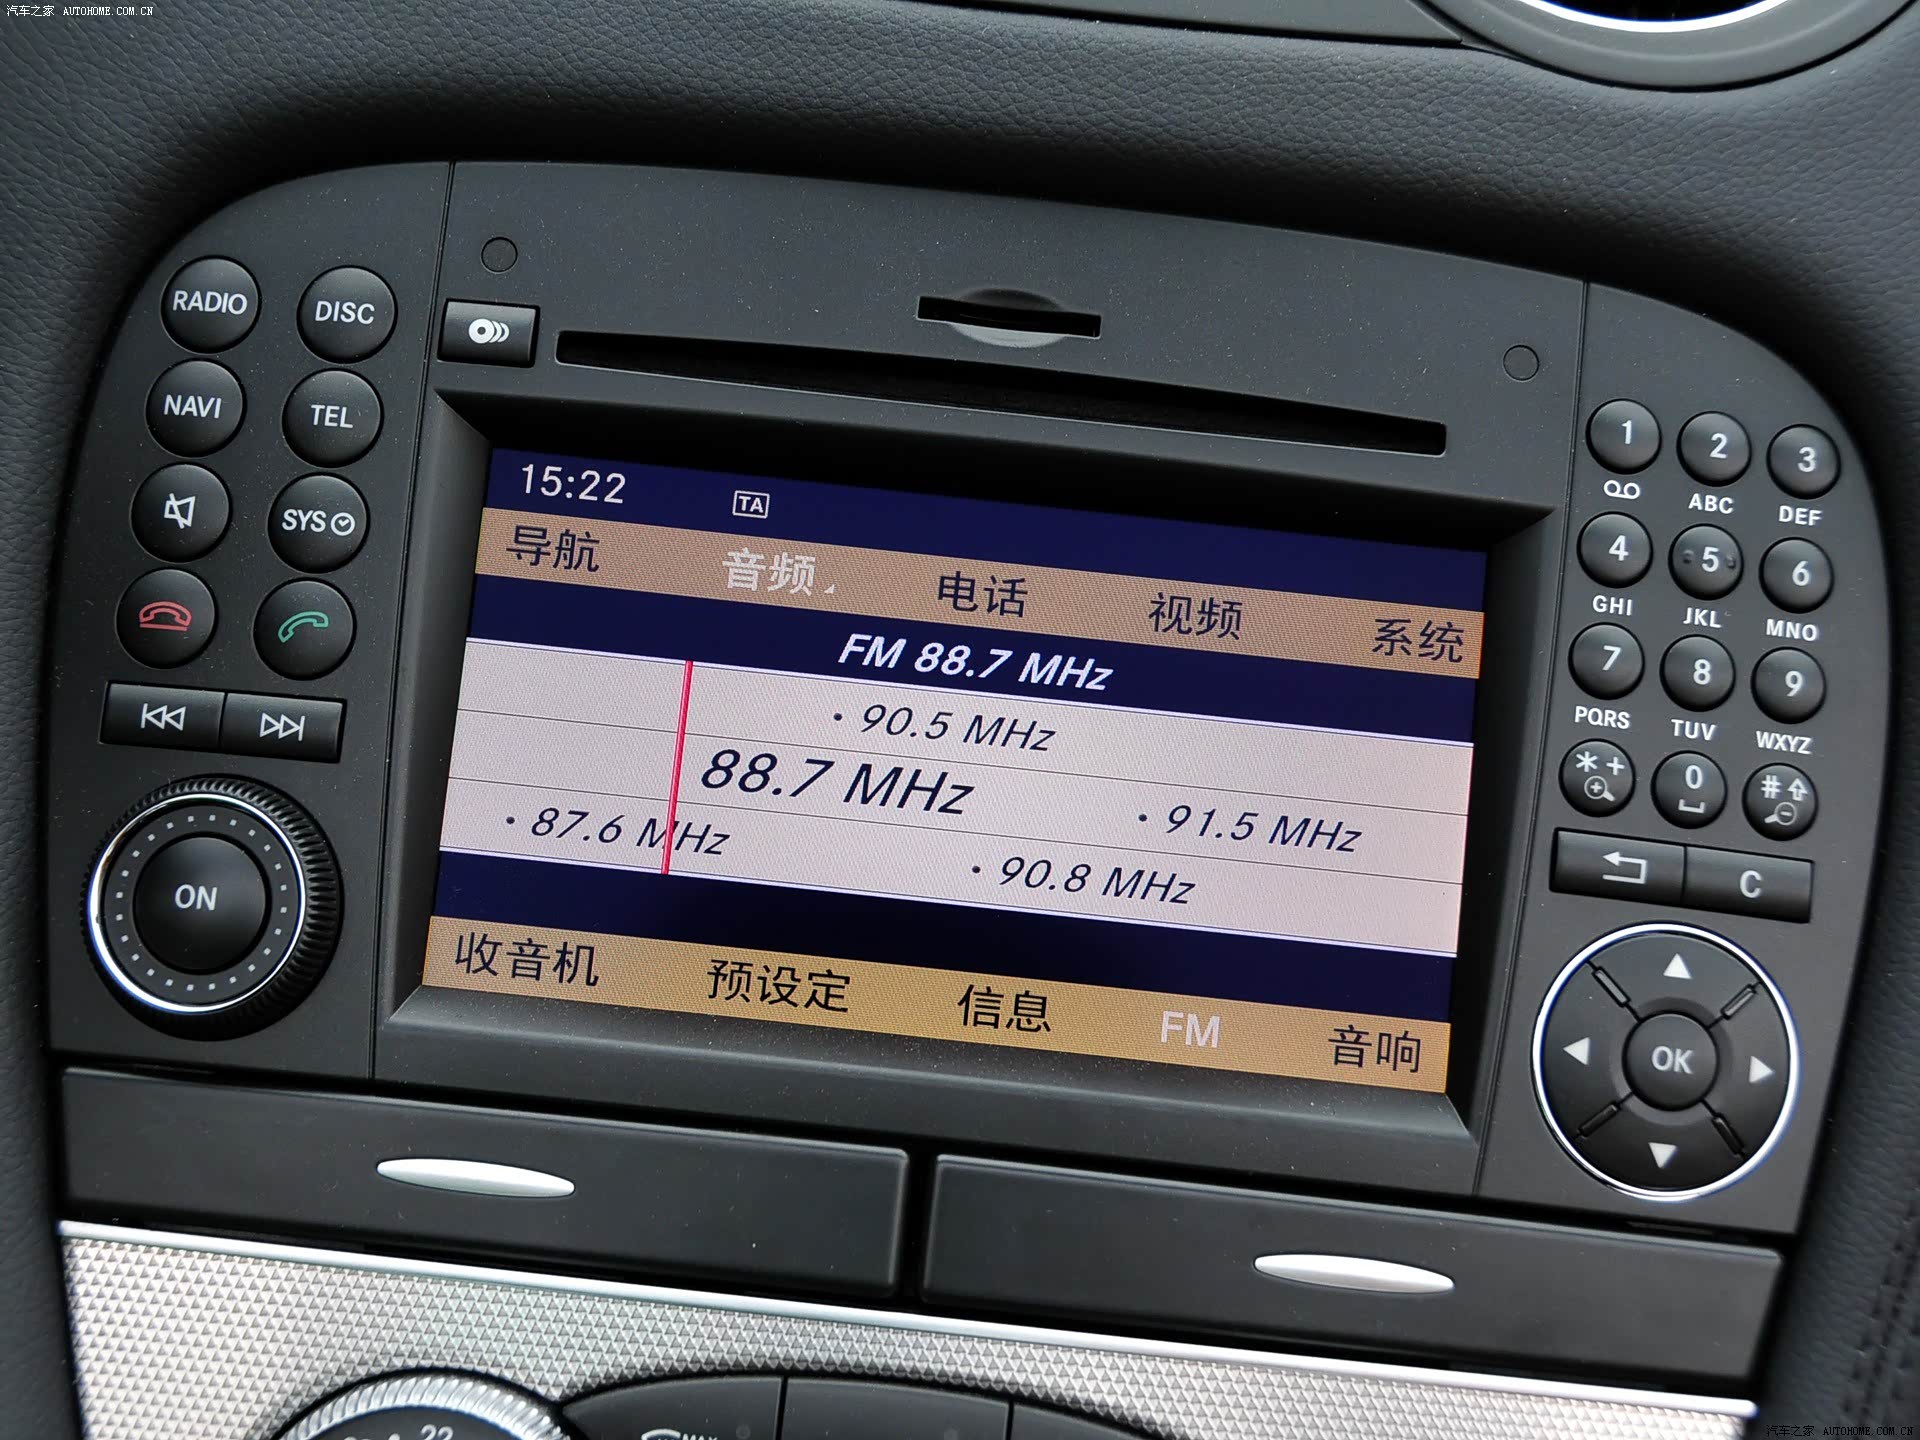 汽车之家 AUTOHOME.COM.CN
RADIO DISC
NAVI TEL
SYS
ON
15:22 TA
导航 音频 电话 视频 系统
FM 88.7 MHz
· 90.5 MHz
88.7 MHz
· 91.5 MHz
· 87.6 MHz
· 90.8 MHz
收音机 预设定 信息 FM 音响
1 2 3
ABC DEF
4 5 6
GHI JKL MNO
7 8 9
PQRS TUV WXYZ
* + 0 #
C
OK
22
MAX
汽车之家 AUTOHOME.COM.CN